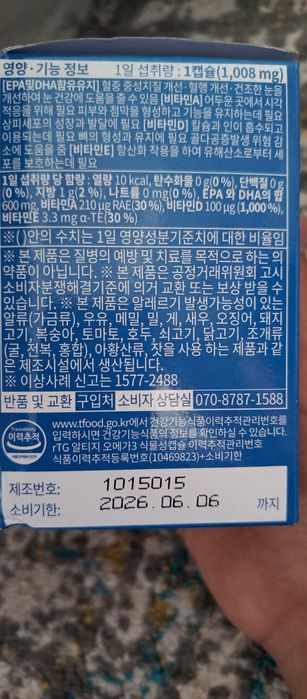 영양·기능 정보 1일 섭취량 : 1캡슐(1,008 mg)
[EPA및DHA함유유지] 혈중 중성지질 개선·혈행 개선·건조한 눈을
개선하여 눈 건강에 도움을 줄 수 있음 [비타민A] 어두운 곳에서 시각
적응을 위해 필요 피부와 점막을 형성하고 기능을 유지하는데 필요
상피세포의 성장과 발달에 필요 [비타민D] 칼슘과 인이 흡수되고
이용되는데 필요 뼈의 형성과 유지에 필요 골다공증발생 위험 감
소에 도움을 줌 [비타민E] 항산화 작용을 하여 유해산소로부터 세
포를 보호하는데 필요
1일 섭취량 당 함량 : 열량 10 kcal, 탄수화물 0 g(0 %), 단백질 0 g
(0 %), 지방 1 g(2 %), 나트륨 0 mg(0 %), EPA 와 DHA의 합
600 mg, 비타민A 210 μg RAE(30 %), 비타민D 100 μg(1,000 %),
비타민E 3.3 mg α-TE(30 %)
※( )안의 수치는 1일 영양성분기준치에 대한 비율임
※ 본 제품은 질병의 예방 및 치료를 목적으로 하는 의
약품이 아닙니다. ※ 본 제품은 공정거래위원회 고시
소비자분쟁해결기준에 의거 교환 또는 보상 받을 수
있습니다. ※ 본 제품은 알레르기 발생가능성이 있는
알류(가금류), 우유, 메밀, 밀, 게, 새우, 오징어, 돼지
고기, 복숭아, 토마토, 호두, 쇠고기, 닭고기, 조개류
(굴, 전복, 홍합), 아황산류, 잣을 사용 하는 제품과 같
은 제조시설에서 생산됩니다.
※ 이상사례 신고는 1577-2488
반품 및 교환 구입처 소비자 상담실 070-8787-1588
Traceability
이력추적
www.tfood.go.kr에서 건강기능식품이력추적관리번호를
입력하시면 건강기능식품의 정보를 확인하실 수 있습니다.
rTG 알티지 오메가3 식물성캡슐 이력추적관리번호
이력추적등록번호(10469823)+소비기한
제조번호: 1015015
소비기한: 2026.06.06 까지